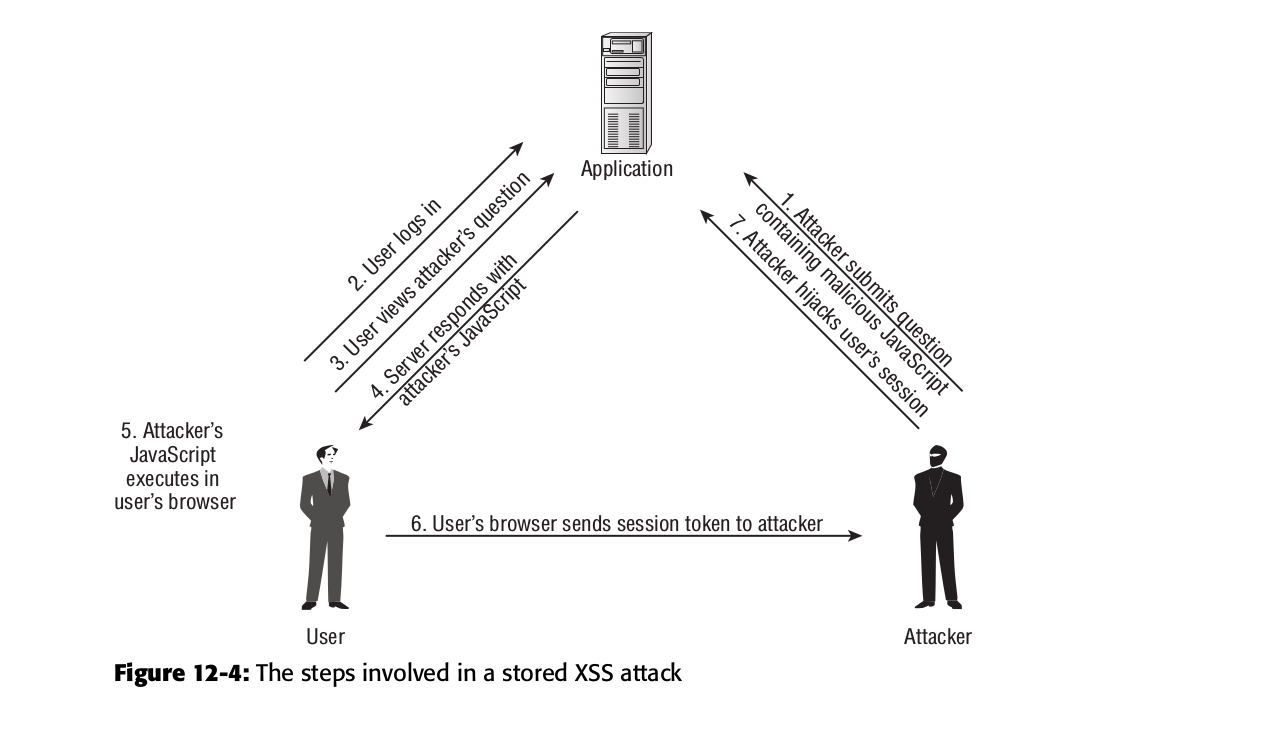 Application
2. User logs in
3. User views attacker's question
4. Server responds with
attacker's JavaScript
1. Attacker submits question
containing malicious JavaScript
7. Attacker hijacks user's session
5. Attacker's
JavaScript
executes in
user's browser
6. User's browser sends session token to attacker
User
Attacker
Figure 12-4: The steps involved in a stored XSS attack